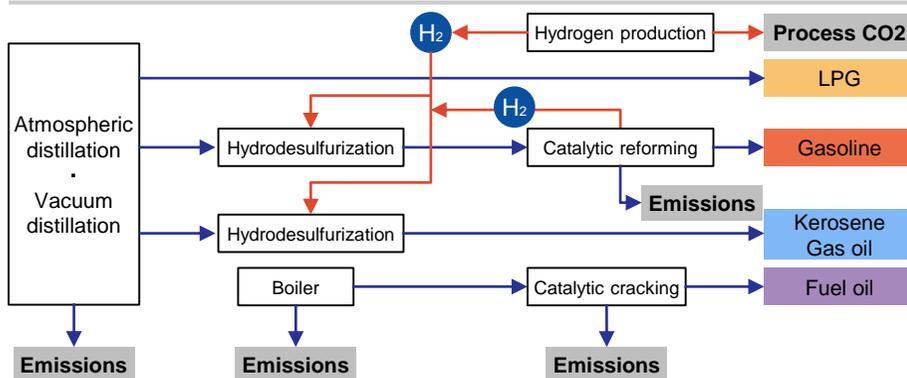 H2
Hydrogen production
Process CO2
LPG
Atmospheric
distillation
·
Vacuum
distillation
H2
Hydrodesulfurization
Catalytic reforming
Gasoline
Emissions
Hydrodesulfurization
Kerosene
Gas oil
Boiler
Catalytic cracking
Fuel oil
Emissions
Emissions
Emissions